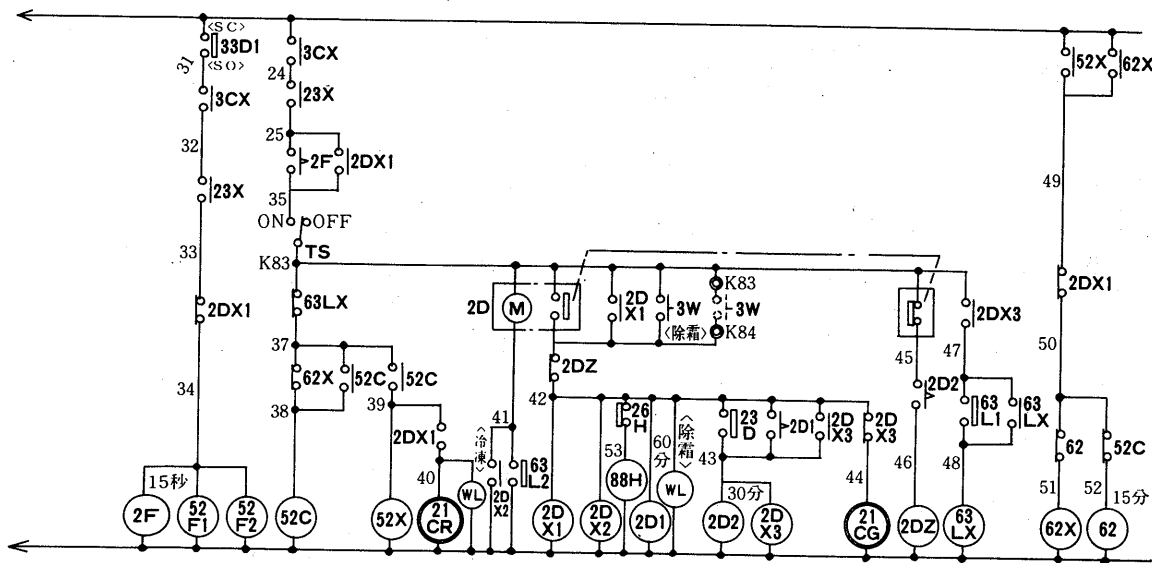 〈SC〉
33D1
〈SO〉
31
3CX
32
23X
33
2DX1
34
15秒
2F
52
F1
52
F2
3CX
24
23X
25
2F
2DX1
35
ON
OFF
TS
K83
63LX
37
62X
52C
52C
38
39
2DX1
40
52C
52X
21
CR
WL
〈冷凍〉
41
2D
X2
63
L2
2D
M
2D
X1
3W
〈除霜〉
K83
3W
K84
2DZ
42
26
H
53
88H
60分
〈除霜〉
WL
23
D
2D1
2D
X3
43
30分
2D
X3
44
2D
X1
2D
X2
2D1
2D2
2D
X3
21
CG
45
2D2
46
2DZ
2DX3
47
63
L1
63
LX
48
63
LX
52X
62X
49
2DX1
50
62
52C
51
52
15分
62X
62